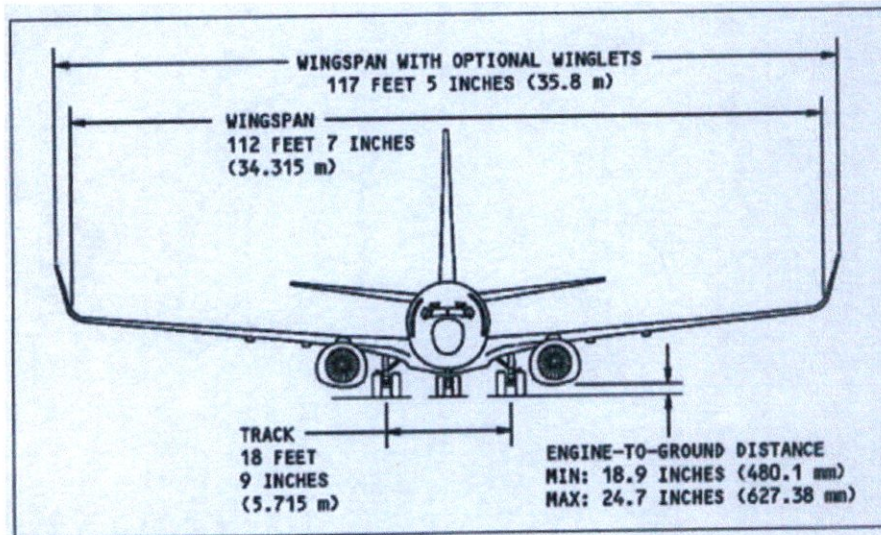 WINGSPAN WITH OPTIONAL WINGLETS
117 FEET 5 INCHES (35.8 m)
WINGSPAN
112 FEET 7 INCHES
(34.315 m)
TRACK
18 FEET
9 INCHES
(5.715 m)
ENGINE-TO-GROUND DISTANCE
MIN: 18.9 INCHES (480.1 mm)
MAX: 24.7 INCHES (627.38 mm)